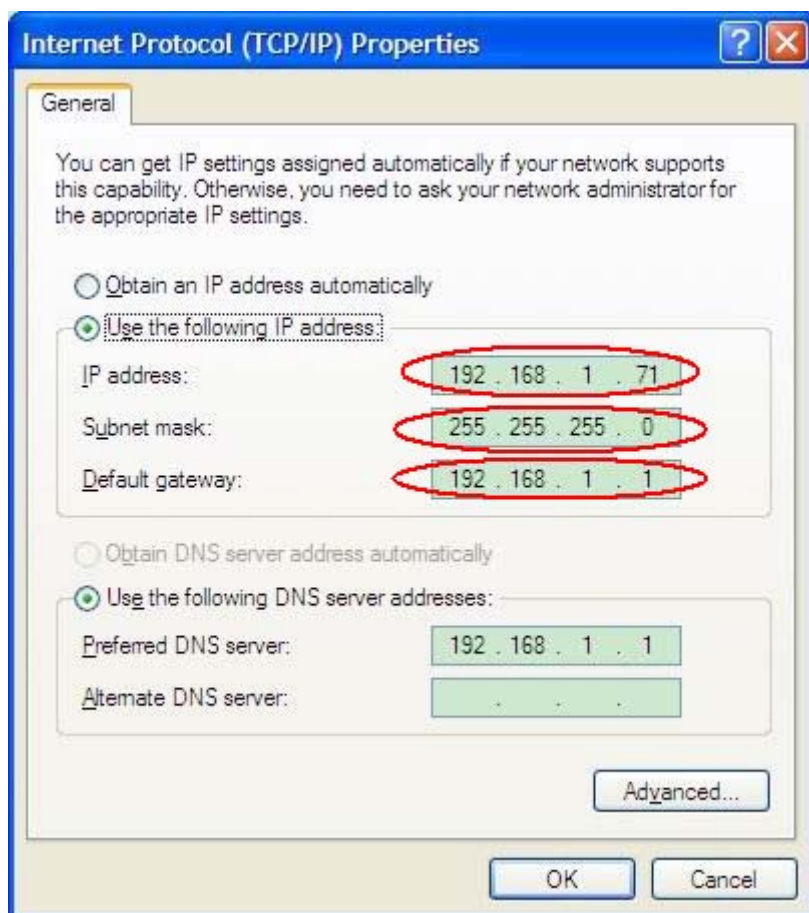 Internet Protocol (TCP/IP) Properties
General
You can get IP settings assigned automatically if your network supports
this capability. Otherwise, you need to ask your network administrator for
the appropriate IP settings.
Obtain an IP address automatically
Use the following IP address:
IP address: 192 . 168 . 1 . 71
Subnet mask: 255 . 255 . 255 . 0
Default gateway: 192 . 168 . 1 . 1
Obtain DNS server address automatically
Use the following DNS server addresses:
Preferred DNS server: 192 . 168 . 1 . 1
Alternate DNS server: . . .
Advanced...
OK Cancel